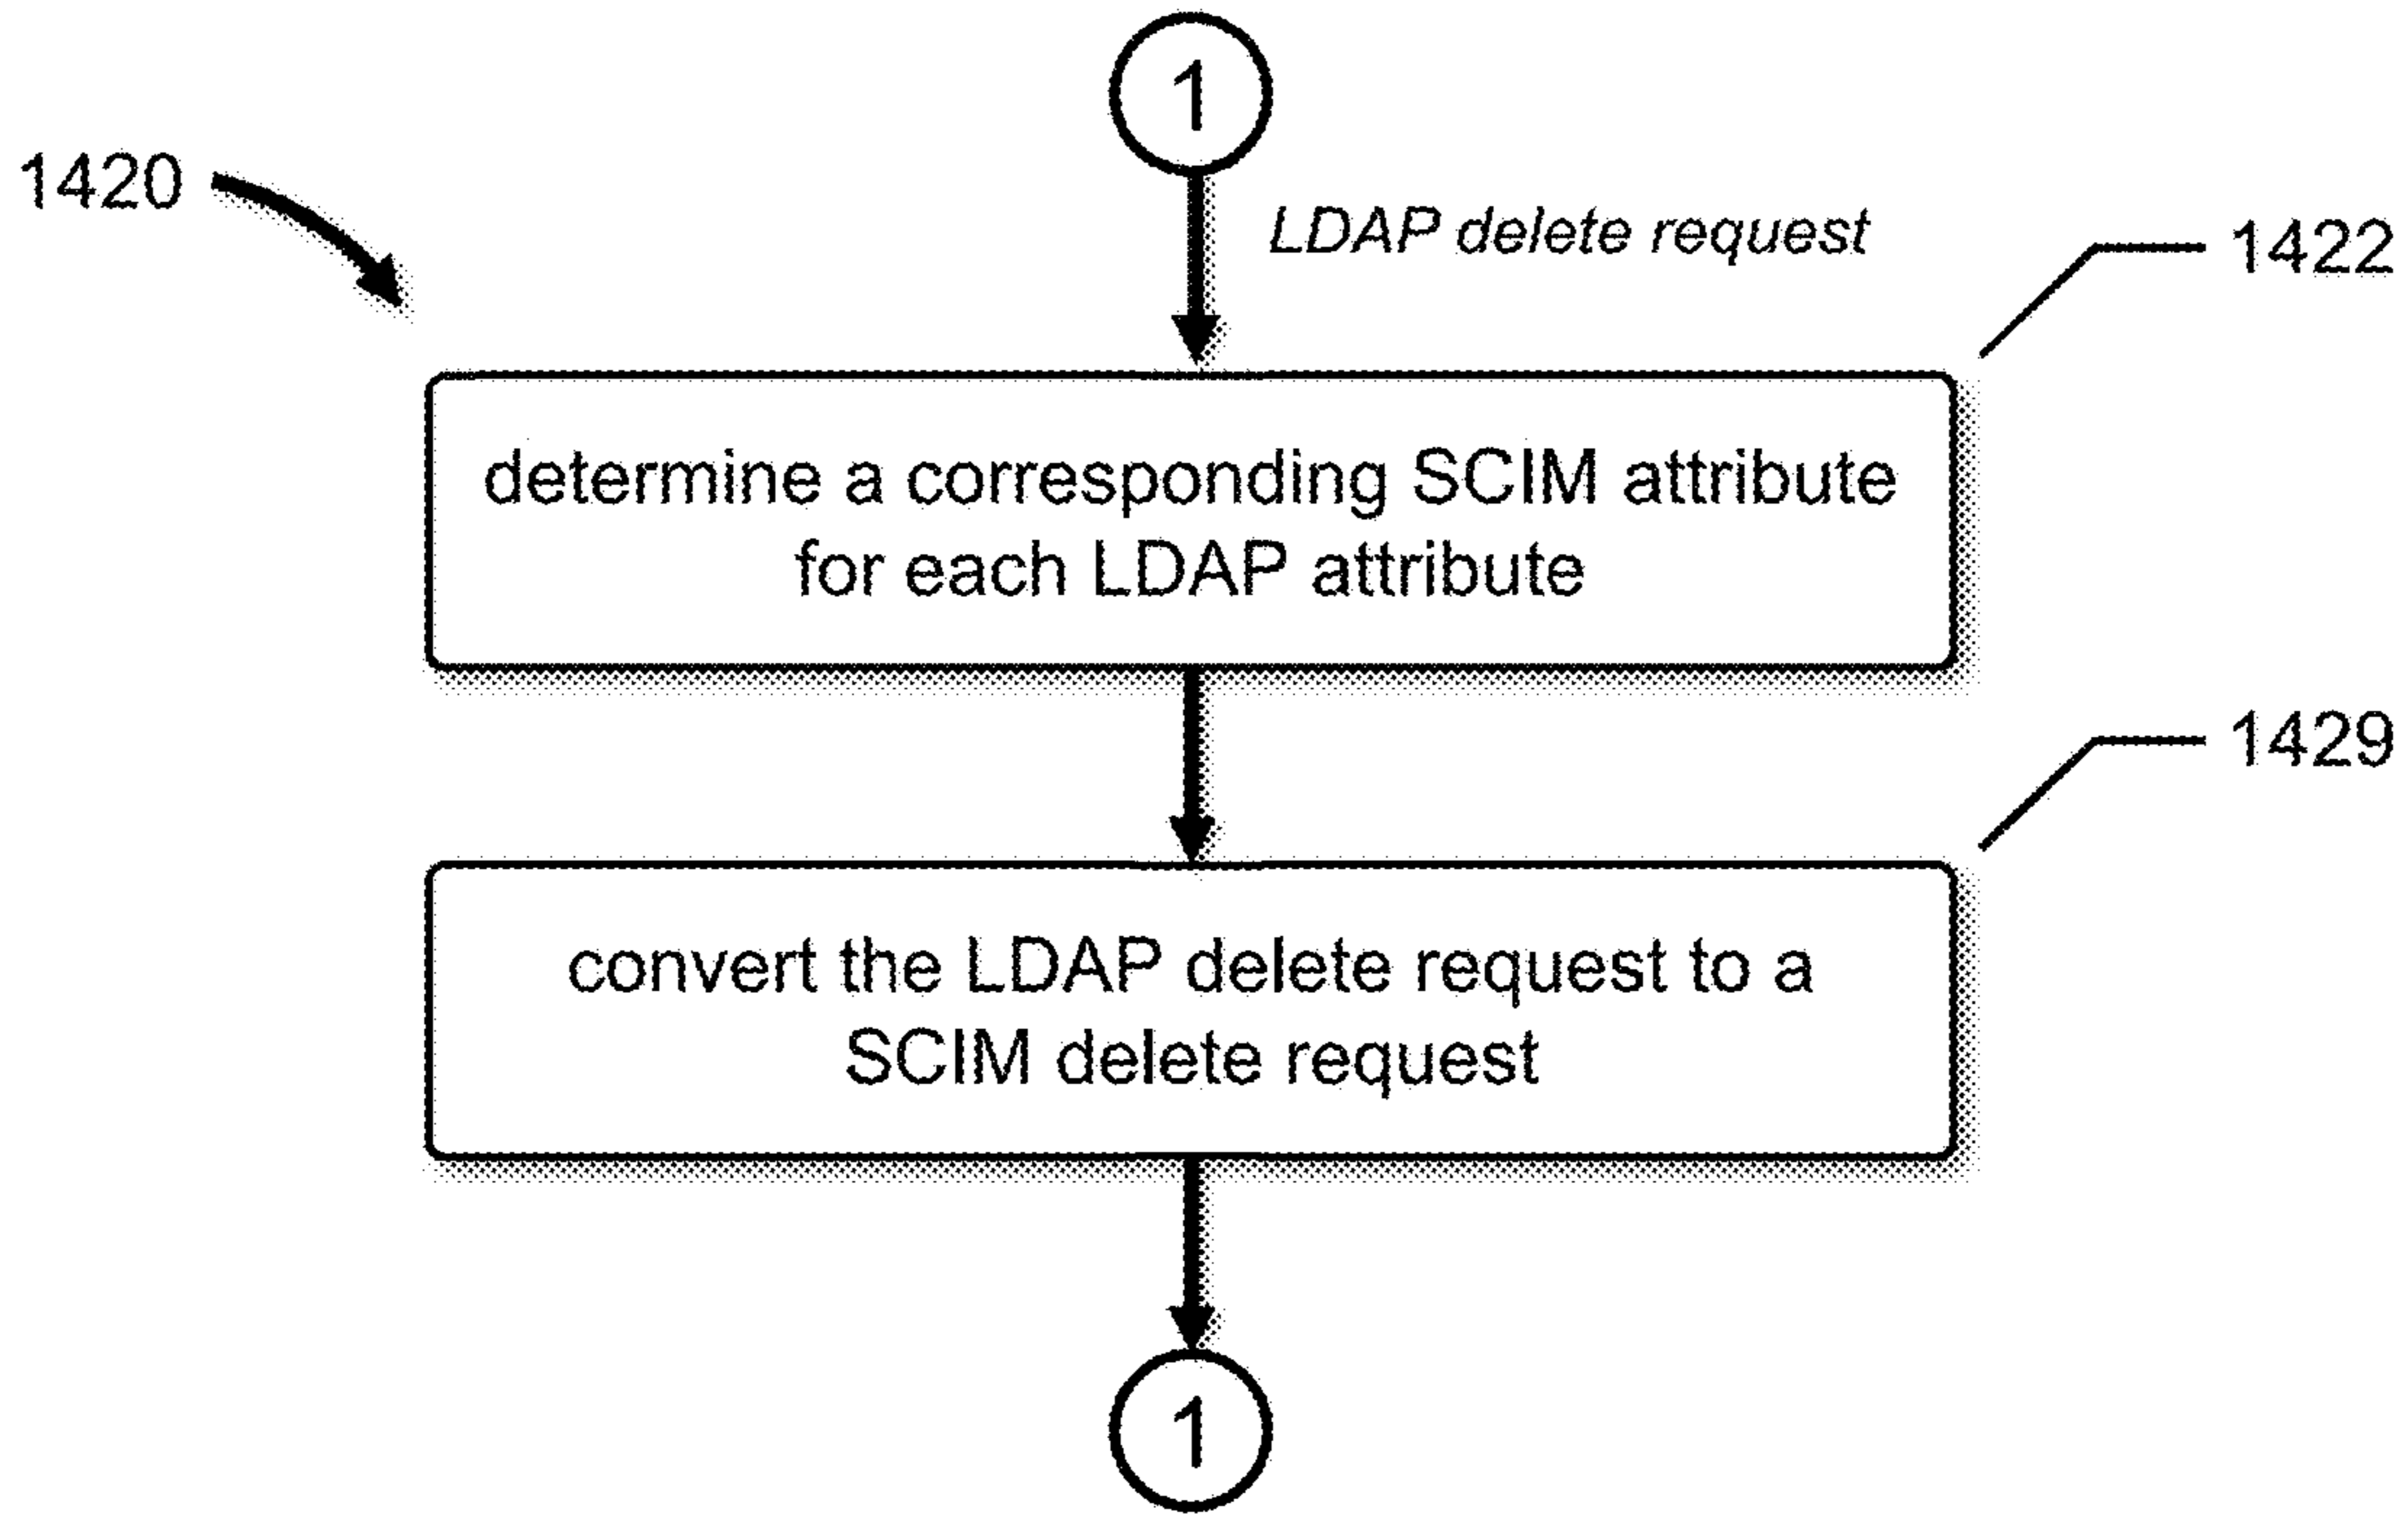 1
1420
LDAP delete request
1422
determine a corresponding SCIM attribute
for each LDAP attribute
1429
convert the LDAP delete request to a
SCIM delete request
1